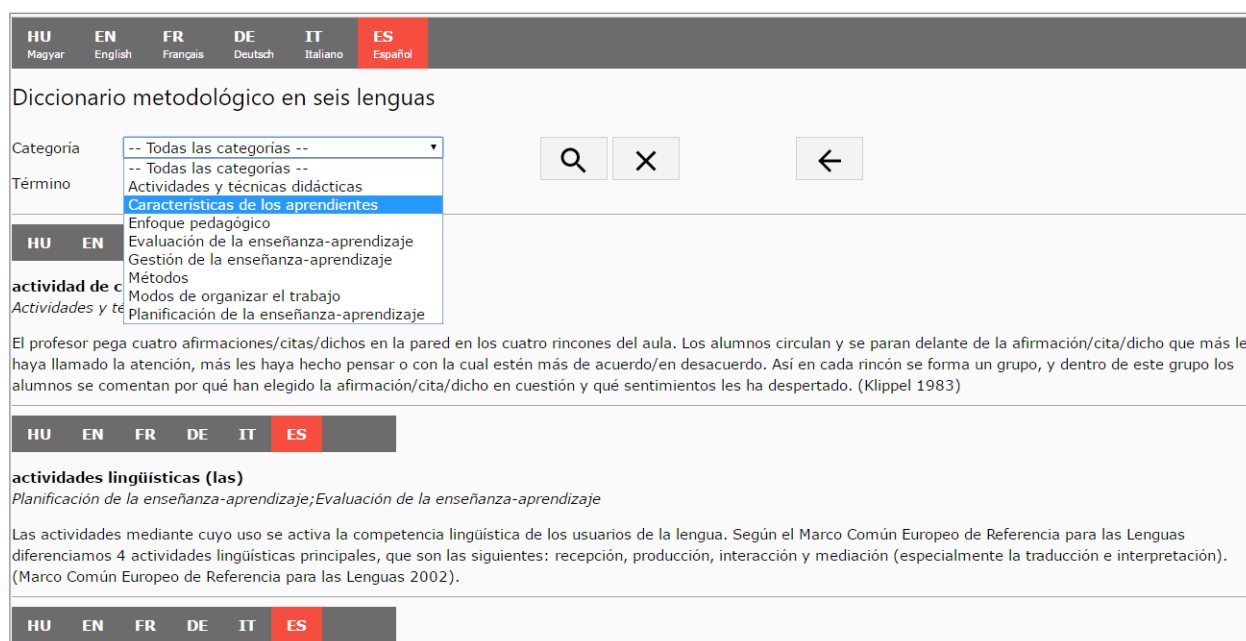 HU EN FR DE IT ES
Magyar English Français Deutsch Italiano Español
Diccionario metodológico en seis lenguas
Categoría -- Todas las categorías --
-- Todas las categorías --
Término
Actividades y técnicas didácticas
Características de los aprendientes
Enfoque pedagógico
Evaluación de la enseñanza-aprendizaje
Gestión de la enseñanza-aprendizaje
Métodos
Modos de organizar el trabajo
Planificación de la enseñanza-aprendizaje
HU EN
actividad de
Actividades y
El profesor pega cuatro afirmaciones/citas/dichos en la pared en los cuatro rincones del aula. Los alumnos circulan y se paran delante de la afirmación/cita/dicho que más le
haya llamado la atención, más les haya hecho pensar o con la cual estén más de acuerdo/en desacuerdo. Así en cada rincón se forma un grupo, y dentro de este grupo los
alumnos se comentan por qué han elegido la afirmación/cita/dicho en cuestión y qué sentimientos les ha despertado. (Klippel 1983)
HU EN FR DE IT ES
actividades lingüísticas (las)
Planificación de la enseñanza-aprendizaje;Evaluación de la enseñanza-aprendizaje
Las actividades mediante cuyo uso se activa la competencia lingüística de los usuarios de la lengua. Según el Marco Común Europeo de Referencia para las Lenguas
diferenciamos 4 actividades lingüísticas principales, que son las siguientes: recepción, producción, interacción y mediación (especialmente la traducción e interpretación).
(Marco Común Europeo de Referencia para las Lenguas 2002).
HU EN FR DE IT ES